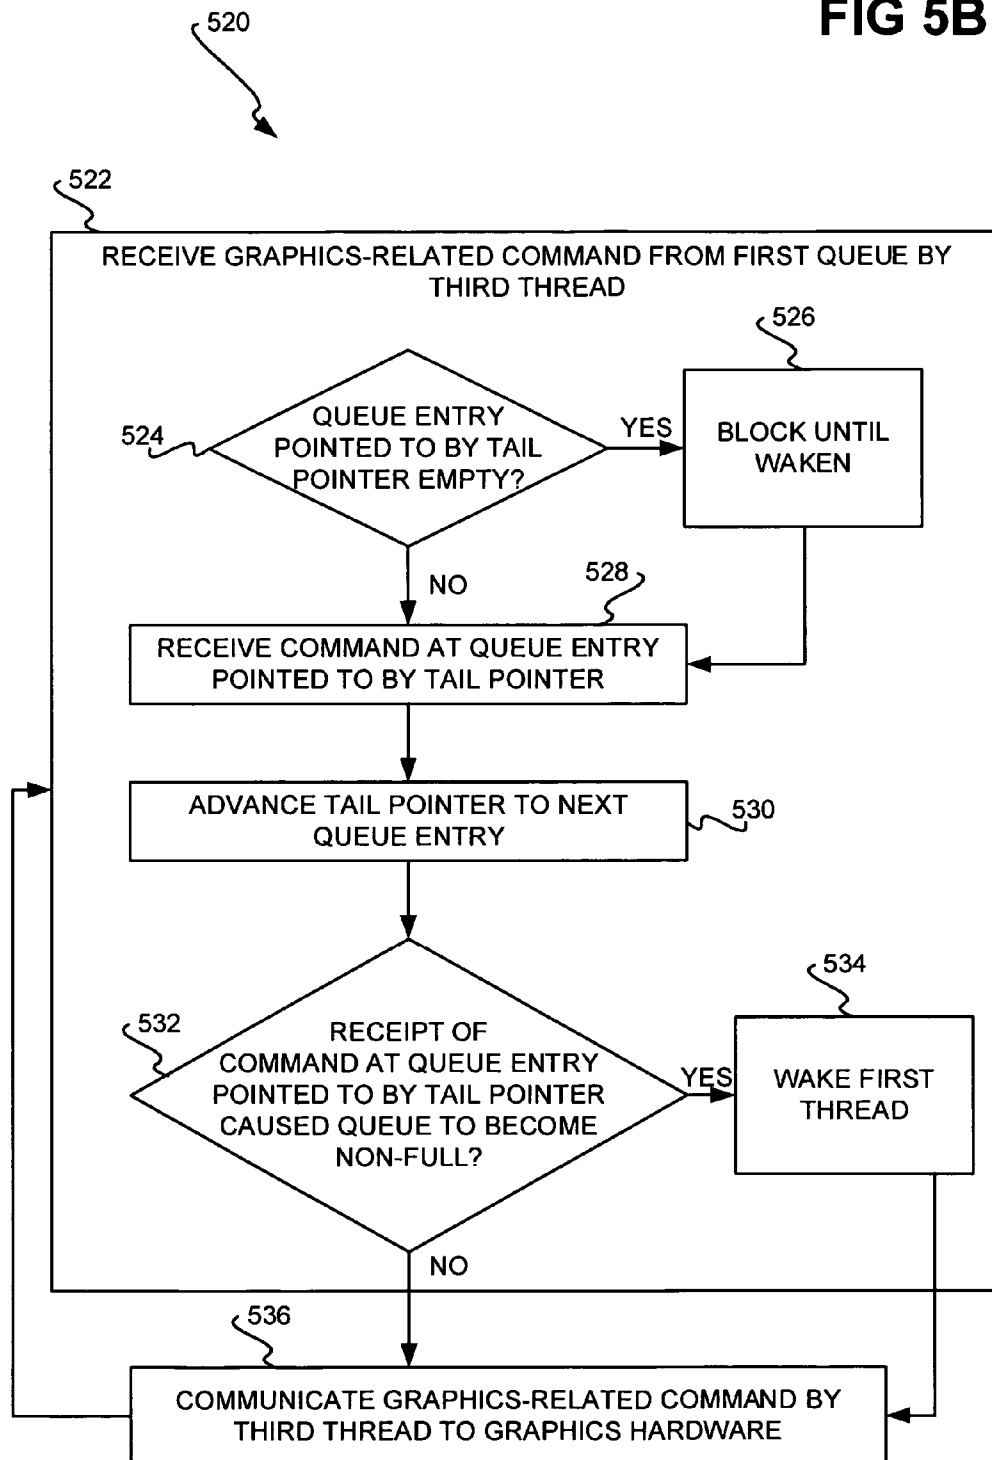 FIG 5B
520
522
RECEIVE GRAPHICS-RELATED COMMAND FROM FIRST QUEUE BY
THIRD THREAD
526
524
QUEUE ENTRY
POINTED TO BY TAIL
POINTER EMPTY?
YES
BLOCK UNTIL
WAKEN
NO
528
RECEIVE COMMAND AT QUEUE ENTRY
POINTED TO BY TAIL POINTER
ADVANCE TAIL POINTER TO NEXT
QUEUE ENTRY
530
534
532
RECEIPT OF
COMMAND AT QUEUE ENTRY
POINTED TO BY TAIL POINTER
CAUSED QUEUE TO BECOME
NON-FULL?
YES
WAKE FIRST
THREAD
NO
536
COMMUNICATE GRAPHICS-RELATED COMMAND BY
THIRD THREAD TO GRAPHICS HARDWARE